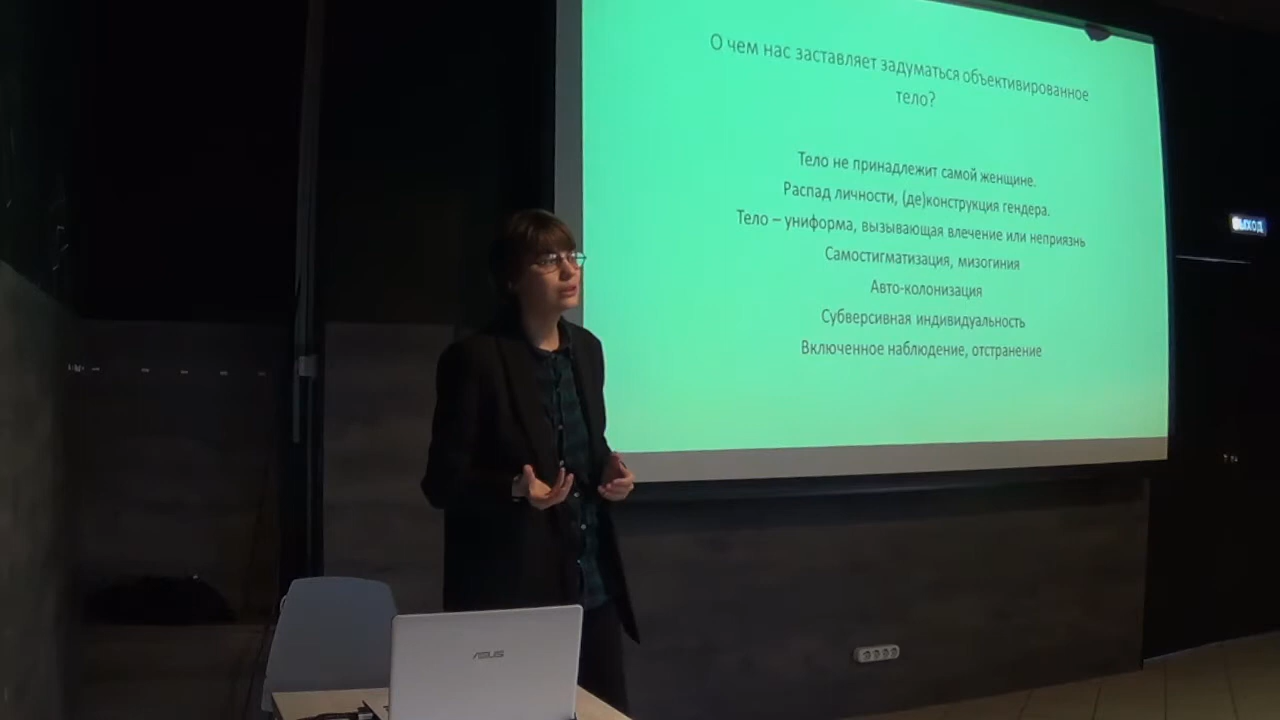 О чем нас заставляет задуматься объективированное
тело?
Тело не принадлежит самой женщине.
Распад личности, (де)конструкция гендера.
Тело – униформа, вызывающая влечение или неприязнь
Самостигматизация, мизогиния
Авто-колонизация
Субверсивная индивидуальность
Включенное наблюдение, отстранение
ВЫХОД
ASUS